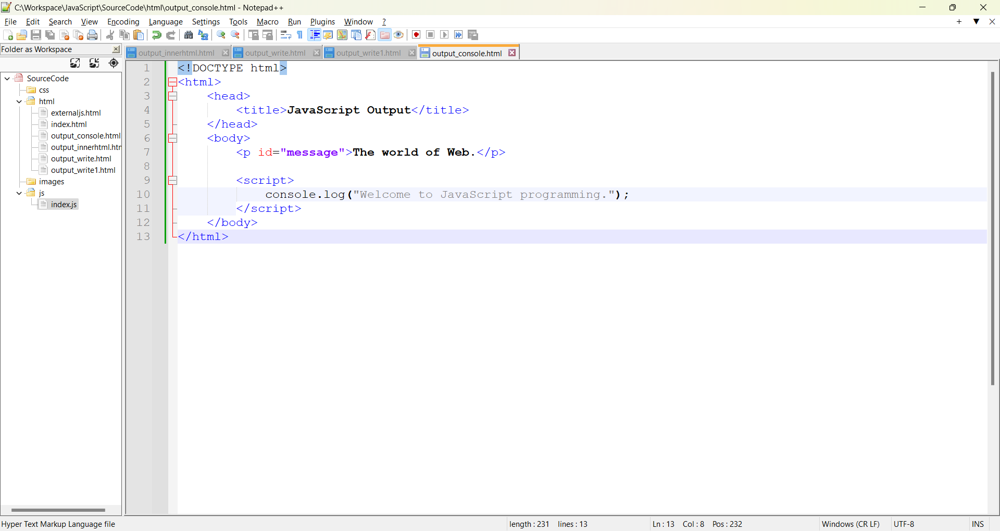 C:\Workspace\JavaScript\SourceCode\html\output_console.html - Notepad++
File Edit Search View Encoding Language Settings Tools Macro Run Plugins Window ?
Folder as Workspace
output_innerhtml.html output_write.html output_write1.html output_console.html
SourceCode
css
html
externaljs.html
index.html
output_console.html
output_innerhtml.htr
output_write.html
output_write1.html
images
js
index.js
1 <!DOCTYPE html>
2 <html>
3 <head>
4 <title>JavaScript Output</title>
5 </head>
6 <body>
7 <p id="message">The world of Web.</p>
8
9 <script>
10 console.log("Welcome to JavaScript programming.");
11 </script>
12 </body>
13 </html>
Hyper Text Markup Language file length : 231 lines : 13 Ln : 13 Col : 8 Pos : 232 Windows (CR LF) UTF-8 INS